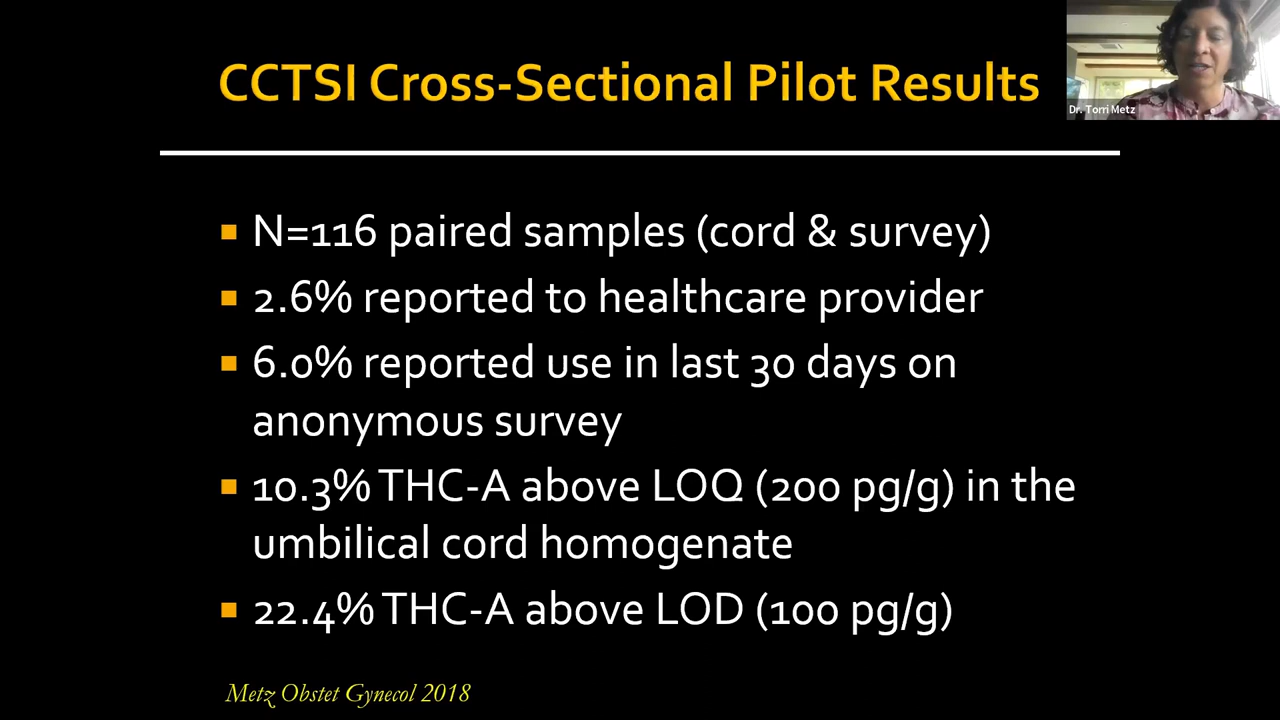 CCTSI Cross-Sectional Pilot Results
Dr. Torri Metz
■ N=116 paired samples (cord & survey)
■ 2.6% reported to healthcare provider
■ 6.0% reported use in last 30 days on
anonymous survey
■ 10.3% THC-A above LOQ (200 pg/g) in the
umbilical cord homogenate
■ 22.4% THC-A above LOD (100 pg/g)
Metz Obstet Gynecol 2018